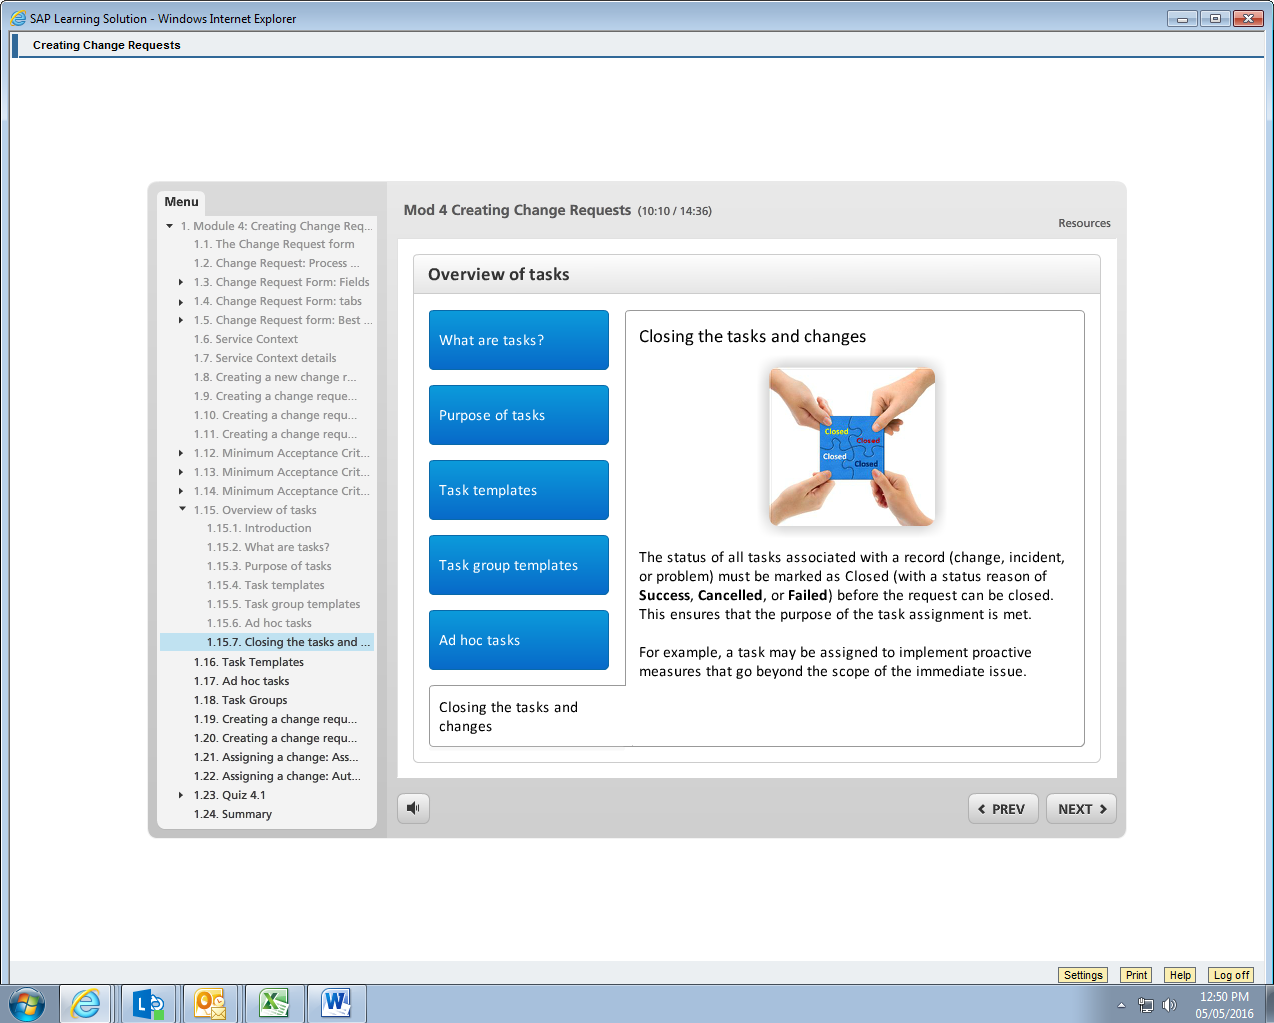 SAP Learning Solution - Windows Internet Explorer
Creating Change Requests
Menu
1. Module 4: Creating Change Req...
1.1. The Change Request form
1.2. Change Request: Process ...
1.3. Change Request Form: Fields
1.4. Change Request Form: tabs
1.5. Change Request form: Best ...
1.6. Service Context
1.7. Service Context details
1.8. Creating a new change r...
1.9. Creating a change reque...
1.10. Creating a change requ...
1.11. Creating a change requ...
1.12. Minimum Acceptance Crit...
1.13. Minimum Acceptance Crit...
1.14. Minimum Acceptance Crit...
1.15. Overview of tasks
1.15.1. Introduction
1.15.2. What are tasks?
1.15.3. Purpose of tasks
1.15.4. Task templates
1.15.5. Task group templates
1.15.6. Ad hoc tasks
1.15.7. Closing the tasks and ...
1.16. Task Templates
1.17. Ad hoc tasks
1.18. Task Groups
1.19. Creating a change requ...
1.20. Creating a change requ...
1.21. Assigning a change: Ass...
1.22. Assigning a change: Aut...
1.23. Quiz 4.1
1.24. Summary
Mod 4 Creating Change Requests (10:10 / 14:36)
Resources
Overview of tasks
What are tasks?
Purpose of tasks
Task templates
Task group templates
Ad hoc tasks
Closing the tasks and
changes
Closing the tasks and changes
Closed
Closed
Closed
Closed
The status of all tasks associated with a record (change, incident,
or problem) must be marked as Closed (with a status reason of
Success, Cancelled, or Failed) before the request can be closed.
This ensures that the purpose of the task assignment is met.
For example, a task may be assigned to implement proactive
measures that go beyond the scope of the immediate issue.
PREV
NEXT
Settings
Print
Help
Log off
12:50 PM
05/05/2016